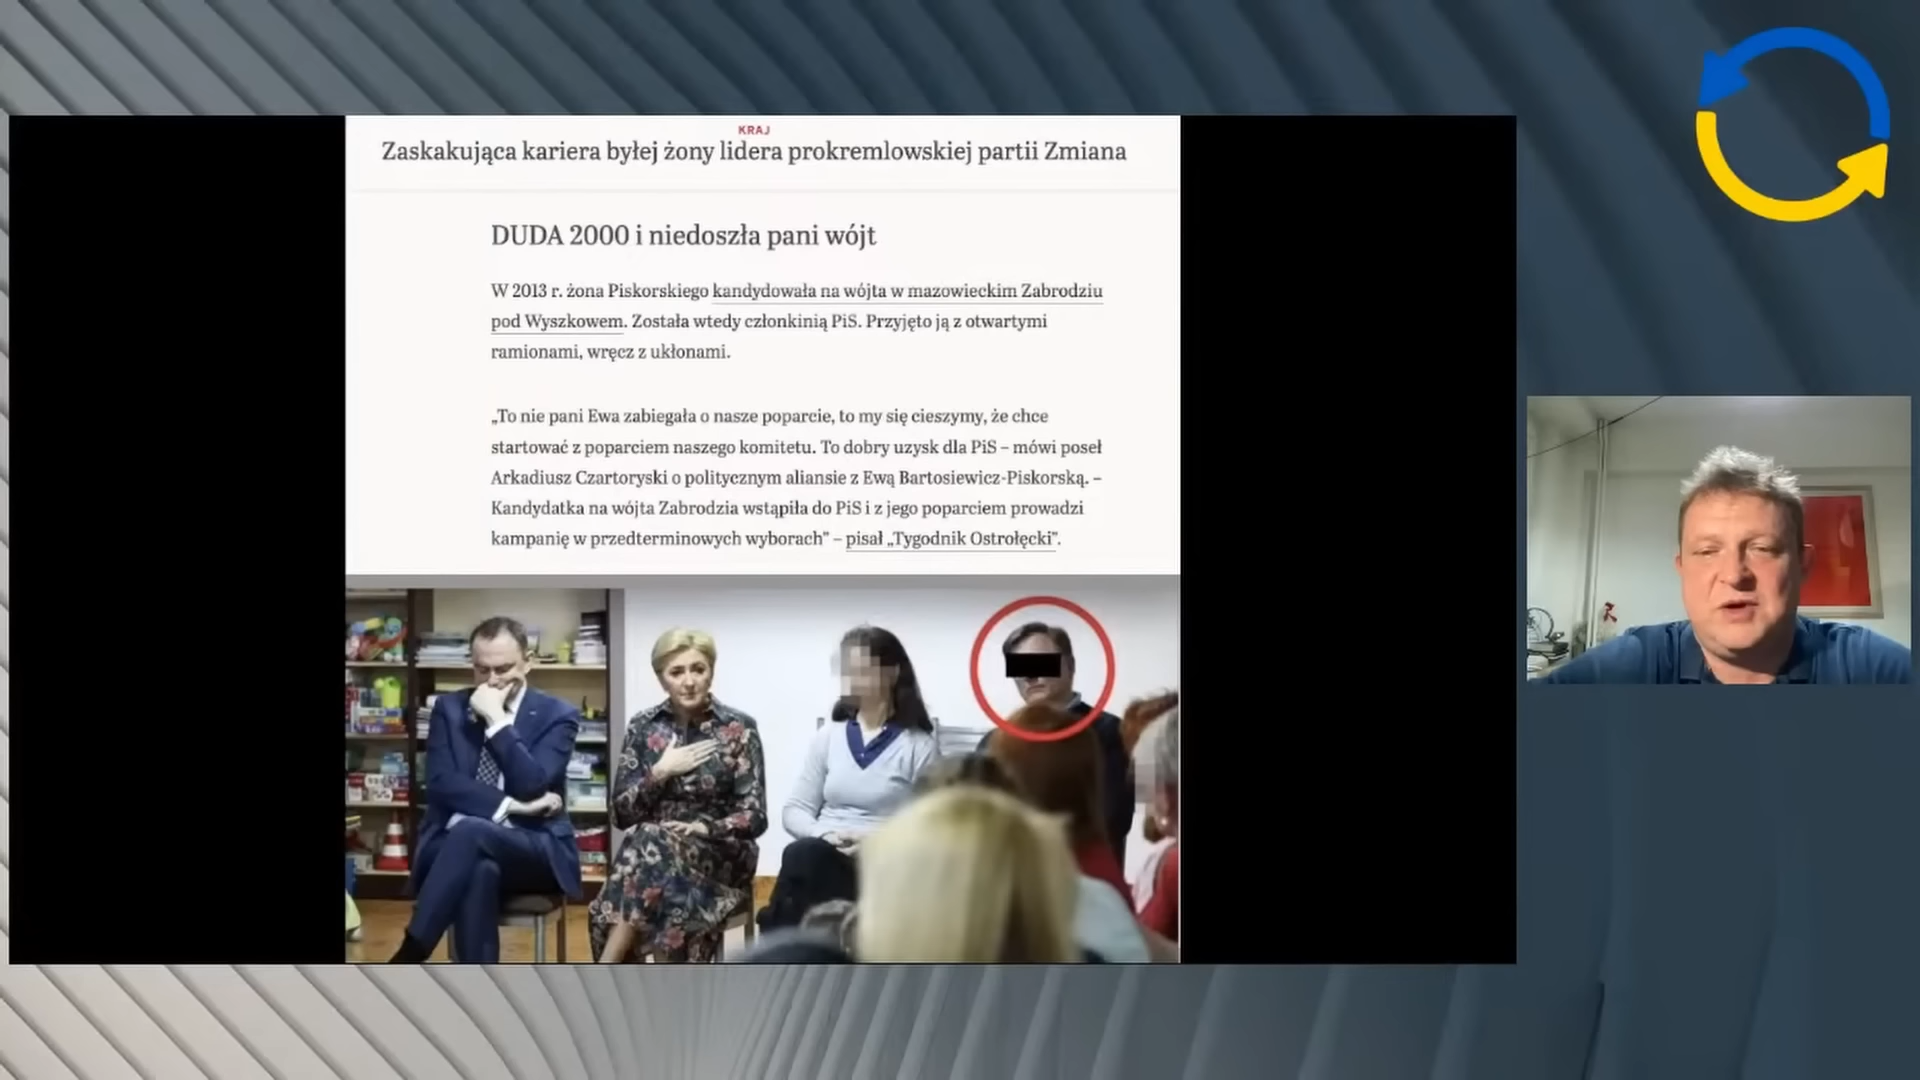 KRAJ
Zaskakująca kariera byłej żony lidera prokremlowskiej partii Zmiana
DUDA 2000 i niedoszła pani wójt
W 2013 r. żona Piskorskiego kandydowała na wójta w mazowieckim Zabrodziu
pod Wyszkowem. Została wtedy członkinią PiS. Przyjęto ją z otwartymi
ramionami, wręcz z ukłonami.
„To nie pani Ewa zabiegała o nasze poparcie, to my się cieszymy, że chce
startować z poparciem naszego komitetu. To dobry uzysk dla PiS – mówi poseł
Arkadiusz Czartoryski o politycznym aliansie z Ewą Bartosiewicz-Piskorską. –
Kandydatka na wójta Zabrodzia wstąpiła do PiS i z jego poparciem prowadzi
kampanię w przedterminowych wyborach” – pisał „Tygodnik Ostrołęcki”.